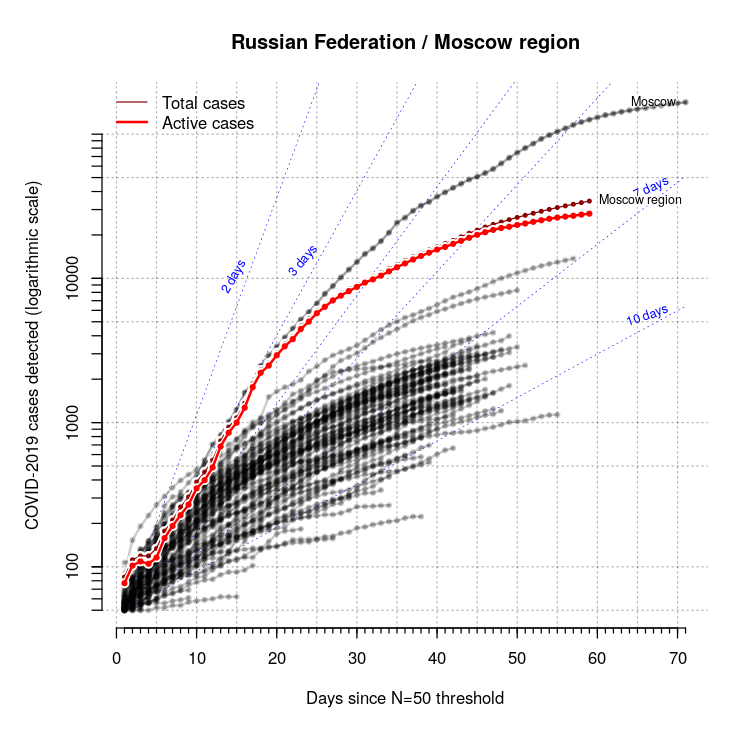 Russian Federation / Moscow region
Total cases
Active cases
Moscow
7 days
Moscow region
2 days
3 days
10 days
COVID-2019 cases detected (logarithmic scale)
10000
1000
100
0 10 20 30 40 50 60 70
Days since N=50 threshold